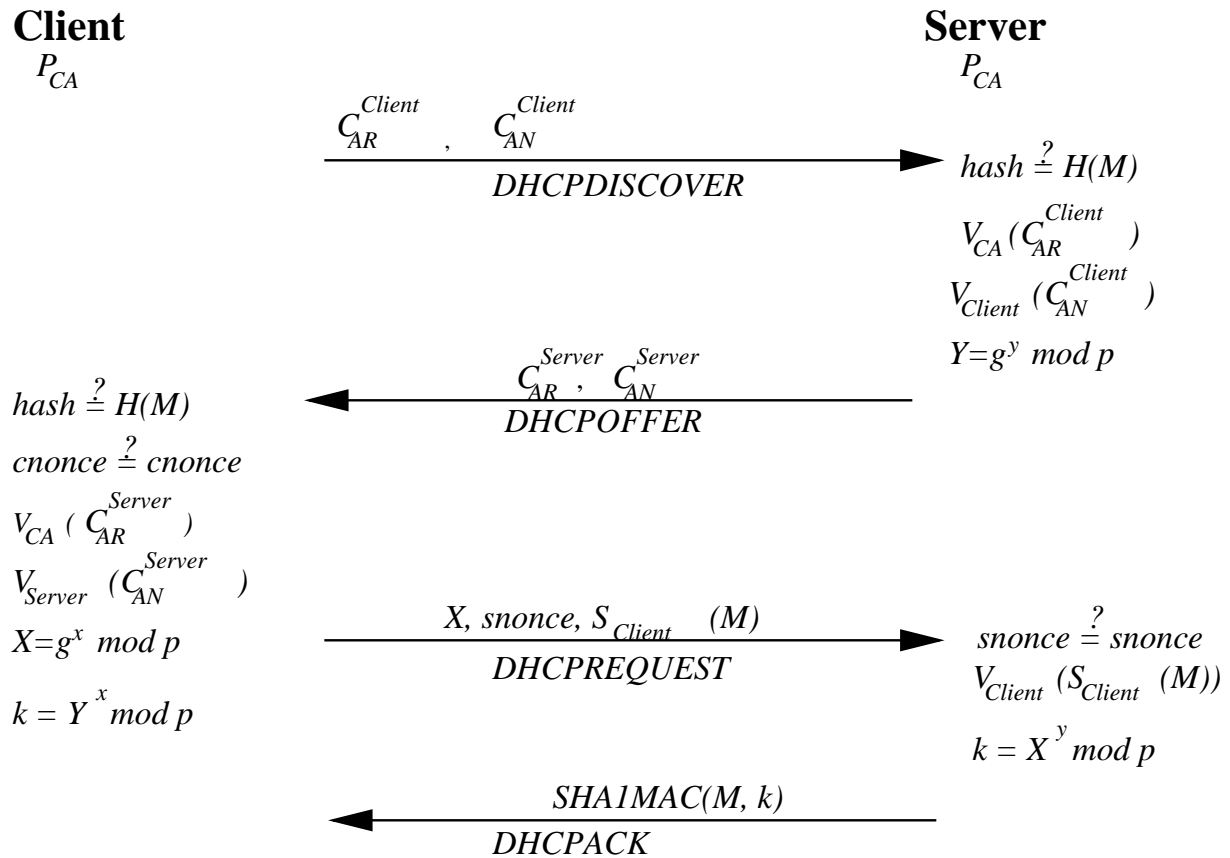 Client
Server
P_CA
P_CA
C_AR^Client , C_AN^Client
DHCPDISCOVER
hash ≟ H(M)
V_CA (C_AR^Client )
V_Client (C_AN^Client )
Y=g^y mod p
C_AR^Server , C_AN^Server
DHCPOFFER
hash ≟ H(M)
cnonce ≟ cnonce
V_CA ( C_AR^Server )
V_Server (C_AN^Server )
X=g^x mod p
k = Y^x mod p
X, snonce, S_Client (M)
DHCPREQUEST
snonce ≟ snonce
V_Client (S_Client (M))
k = X^y mod p
SHA1MAC(M, k)
DHCPACK